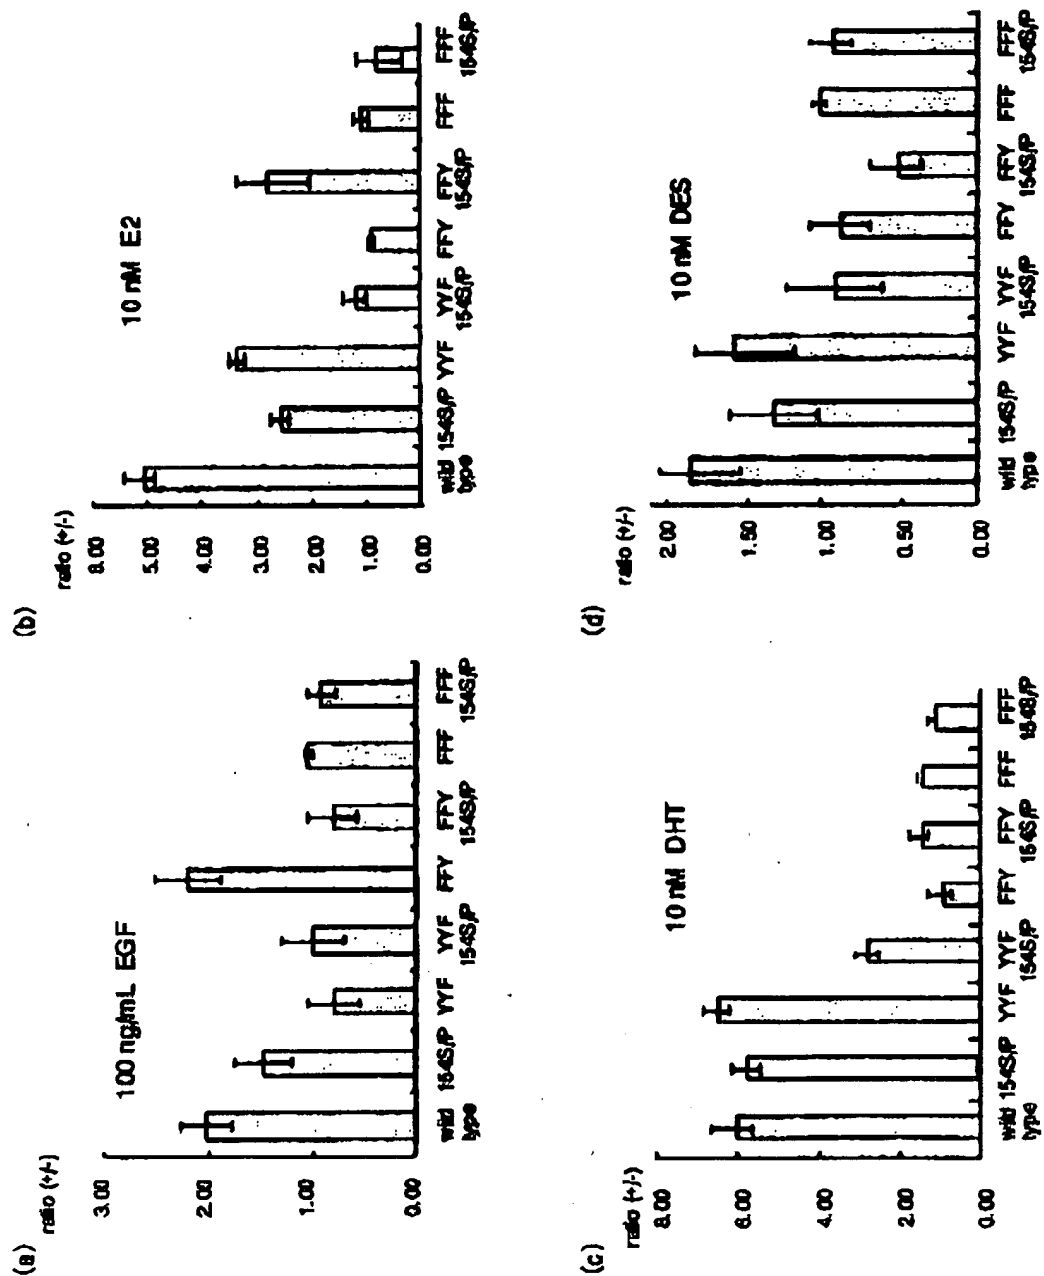 (a)
ratio (+/-)
100 ng/mL EGF
3.00
2.00
1.00
0.00
wild 154S/P YYF YYF FFY FFY FFF FFF
type 154S/P 154S/P 154S/P
(b)
ratio (+/-)
10 nM E2
8.00
5.00
4.00
3.00
2.00
1.00
0.00
wild 154S/P YYF YYF FFY FFY FFF FFF
type 154S/P 154S/P 154S/P
(c)
ratio (+/-)
10 nM DHT
8.00
6.00
4.00
2.00
0.00
wild 154S/P YYF YYF FFY FFY FFF FFF
type 154S/P 154S/P 154S/P
(d)
ratio (+/-)
10 nM DES
2.00
1.50
1.00
0.50
0.00
wild 154S/P YYF YYF FFY FFY FFF FFF
type 154S/P 154S/P 154S/P